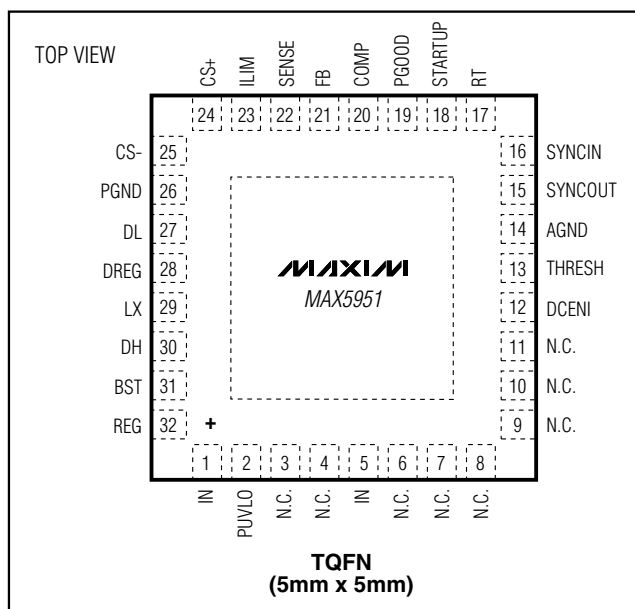 TOP VIEW
CS+ ILIM SENSE FB COMP PGOOD STARTUP RT
24 23 22 21 20 19 18 17
CS- 25
PGND 26
DL 27
DREG 28
LX 29
DH 30
BST 31
REG 32
+
MAXIM
MAX5951
16 SYNCIN
15 SYNCOUT
14 AGND
13 THRESH
12 DCENI
11 N.C.
10 N.C.
9 N.C.
1 2 3 4 5 6 7 8
IN PUVLO N.C. N.C. IN N.C. N.C. N.C.
TQFN
(5mm x 5mm)